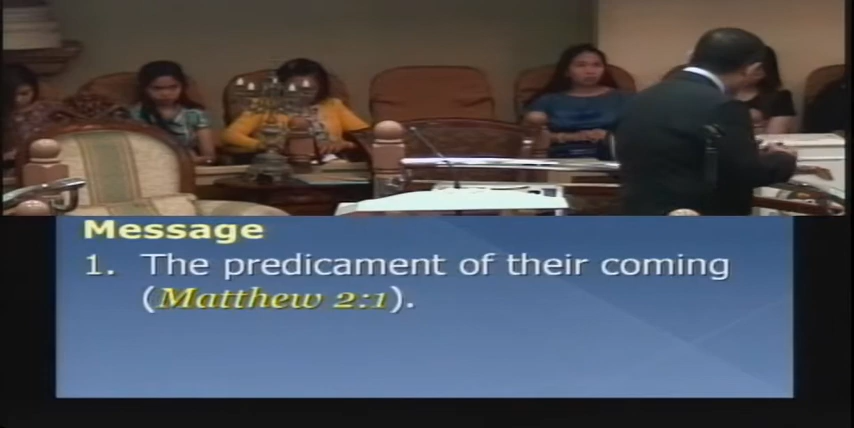 Message
1. The predicament of their coming
(Matthew 2:1).